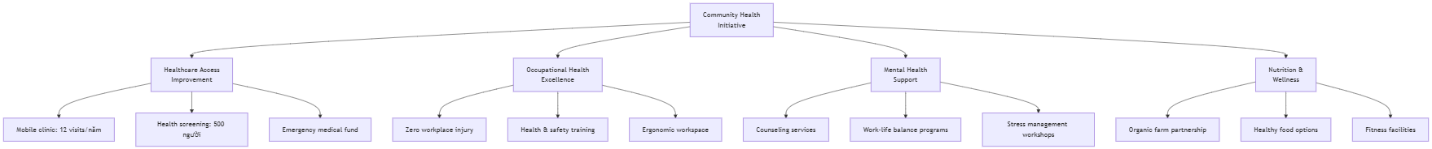 Community Health
Initiative
Healthcare Access
Improvement
Occupational Health
Excellence
Mental Health
Support
Nutrition &
Wellness
Mobile clinic: 12 visits/năm
Health screening: 500
người
Emergency medical fund
Zero workplace injury
Health & safety training
Ergonomic workspace
Counseling services
Work-life balance programs
Stress management
workshops
Organic farm partnership
Healthy food options
Fitness facilities